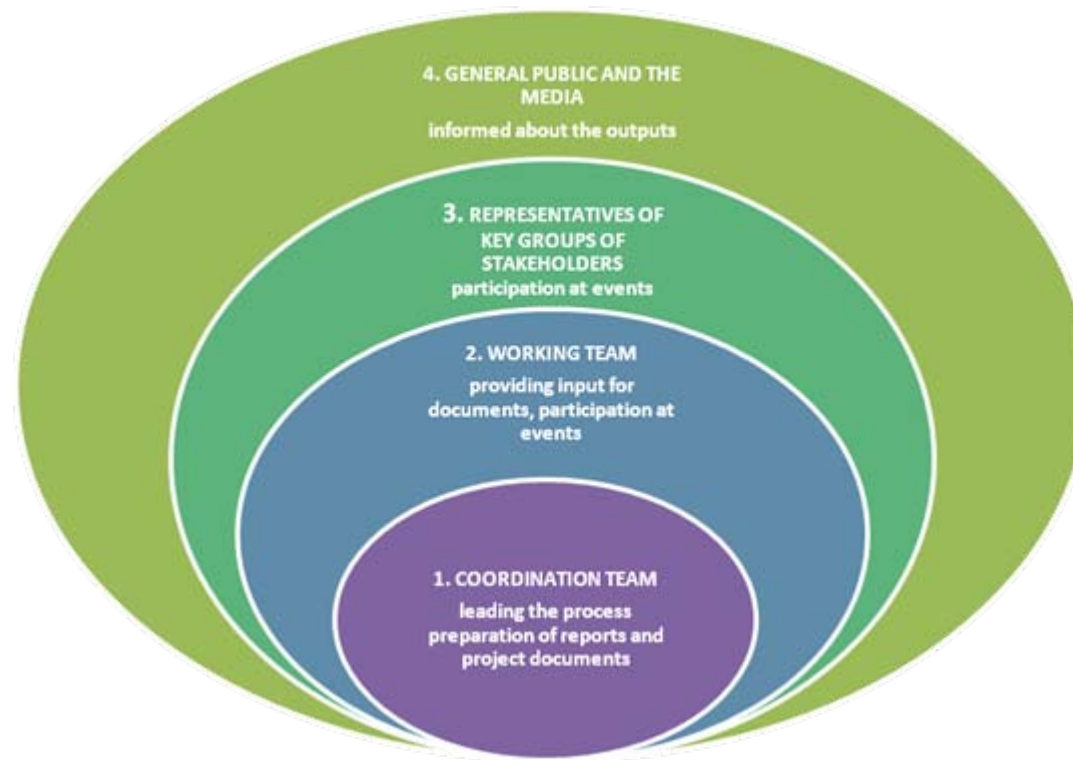 4. GENERAL PUBLIC AND THE
MEDIA
informed about the outputs
3. REPRESENTATIVES OF
KEY GROUPS OF
STAKEHOLDERS
participation at events
2. WORKING TEAM
providing input for
documents, participation at
events
1. COORDINATION TEAM
leading the process
preparation of reports and
project documents